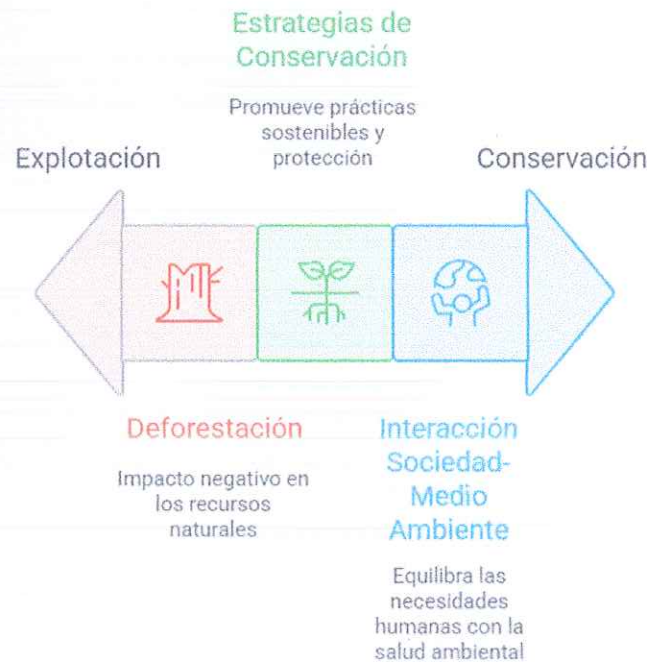 Estrategias de
Conservación
Promueve prácticas
sostenibles y
protección
Explotación
Conservación
Deforestación
Impacto negativo en
los recursos
naturales
Interacción
Sociedad-
Medio
Ambiente
Equilibra las
necesidades
humanas con la
salud ambiental